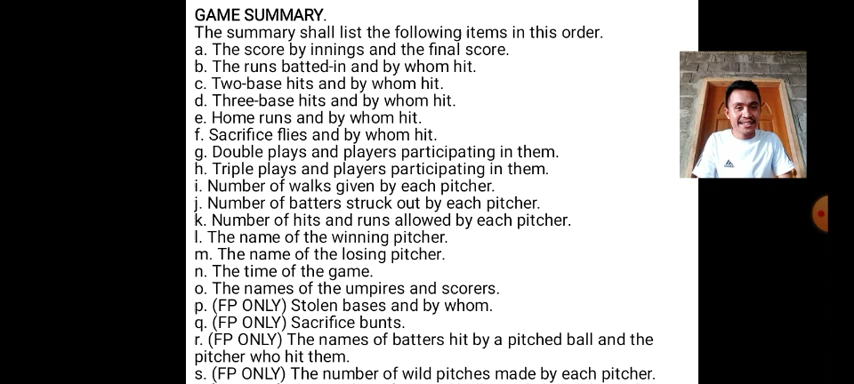 GAME SUMMARY.
The summary shall list the following items in this order.
a. The score by innings and the final score.
b. The runs batted-in and by whom hit.
c. Two-base hits and by whom hit.
d. Three-base hits and by whom hit.
e. Home runs and by whom hit.
f. Sacrifice flies and by whom hit.
g. Double plays and players participating in them.
h. Triple plays and players participating in them.
i. Number of walks given by each pitcher.
j. Number of batters struck out by each pitcher.
k. Number of hits and runs allowed by each pitcher.
l. The name of the winning pitcher.
m. The name of the losing pitcher.
n. The time of the game.
o. The names of the umpires and scorers.
p. (FP ONLY) Stolen bases and by whom.
q. (FP ONLY) Sacrifice bunts.
r. (FP ONLY) The names of batters hit by a pitched ball and the
pitcher who hit them.
s. (FP ONLY) The number of wild pitches made by each pitcher.